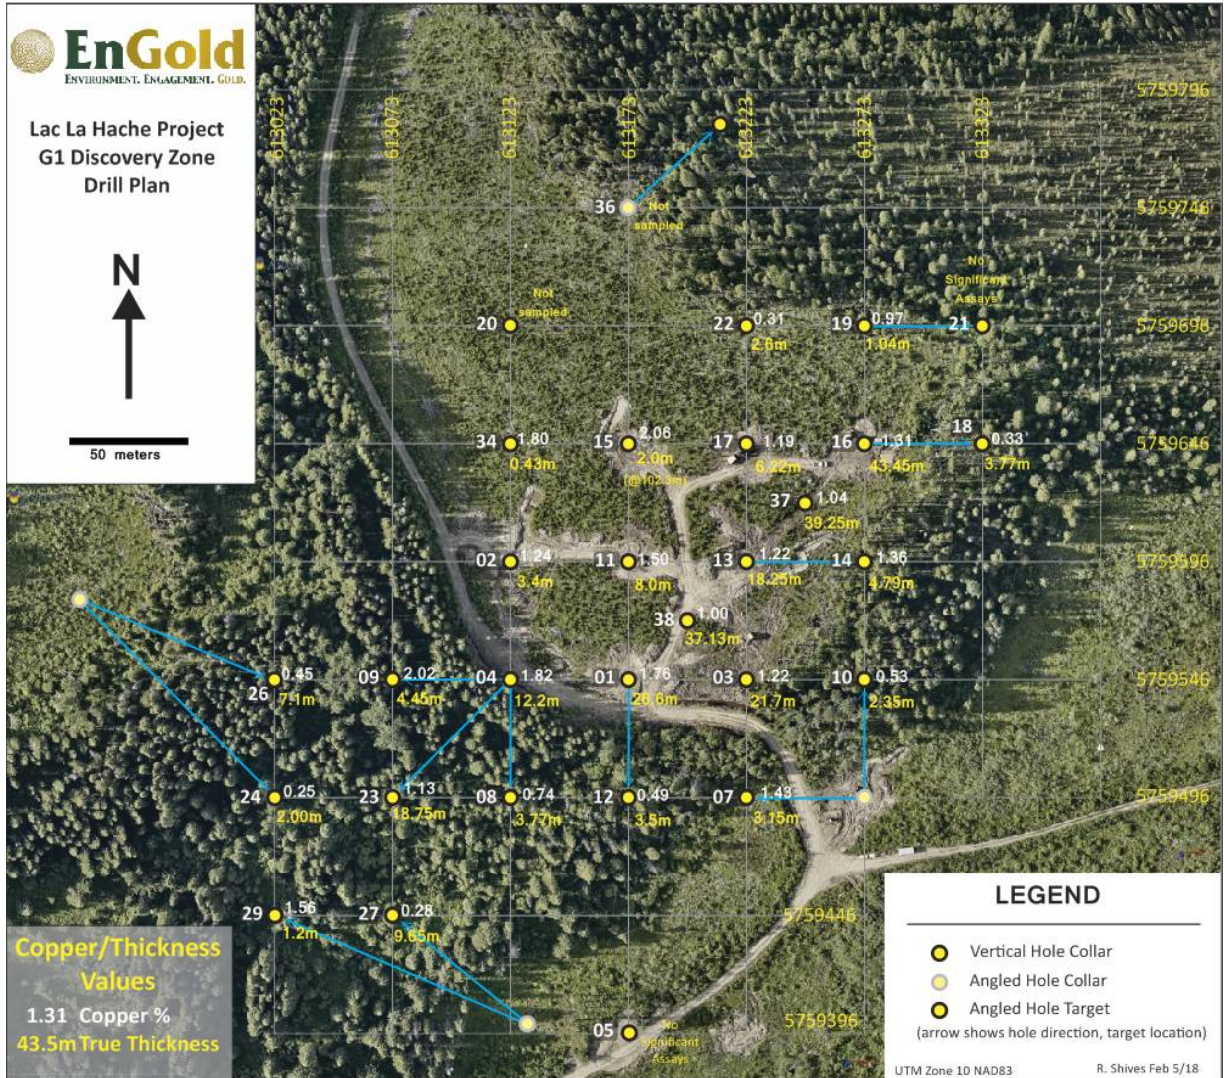 EnGold
ENVIRONMENT. ENGAGEMENT. GOLD.
Lac La Hache Project
G1 Discovery Zone
Drill Plan
N
50 meters
613023
613073
613123
613173
613223
613273
613323
5759796
36
Not
sampled
5759746
20
Not
sampled
22
0.31
2.6m
19
0.97
1.04m
21
No
Significant
Assays
5759696
34
1.80
0.43m
15
2.06
2.0m
(@102.3m)
17
1.19
6.22m
16
1.31
43.45m
18
0.33
3.77m
5759646
37
1.04
39.25m
02
1.24
3.4m
11
1.50
8.0m
13
1.22
18.25m
14
1.36
4.79m
5759596
38
1.00
37.13m
26
0.45
7.1m
09
2.02
4.45m
04
1.82
12.2m
01
1.76
26.6m
03
1.22
21.7m
10
0.53
2.35m
5759546
24
0.25
2.00m
23
1.13
18.75m
08
0.74
3.77m
12
0.49
3.5m
07
1.43
3.15m
5759496
29
1.56
1.2m
27
0.28
9.65m
5759446
05
No
Significant
Assays
5759396
Copper/Thickness
Values
1.31 Copper %
43.5m True Thickness
LEGEND
Vertical Hole Collar
Angled Hole Collar
Angled Hole Target
(arrow shows hole direction, target location)
UTM Zone 10 NAD83
R. Shives Feb 5/18